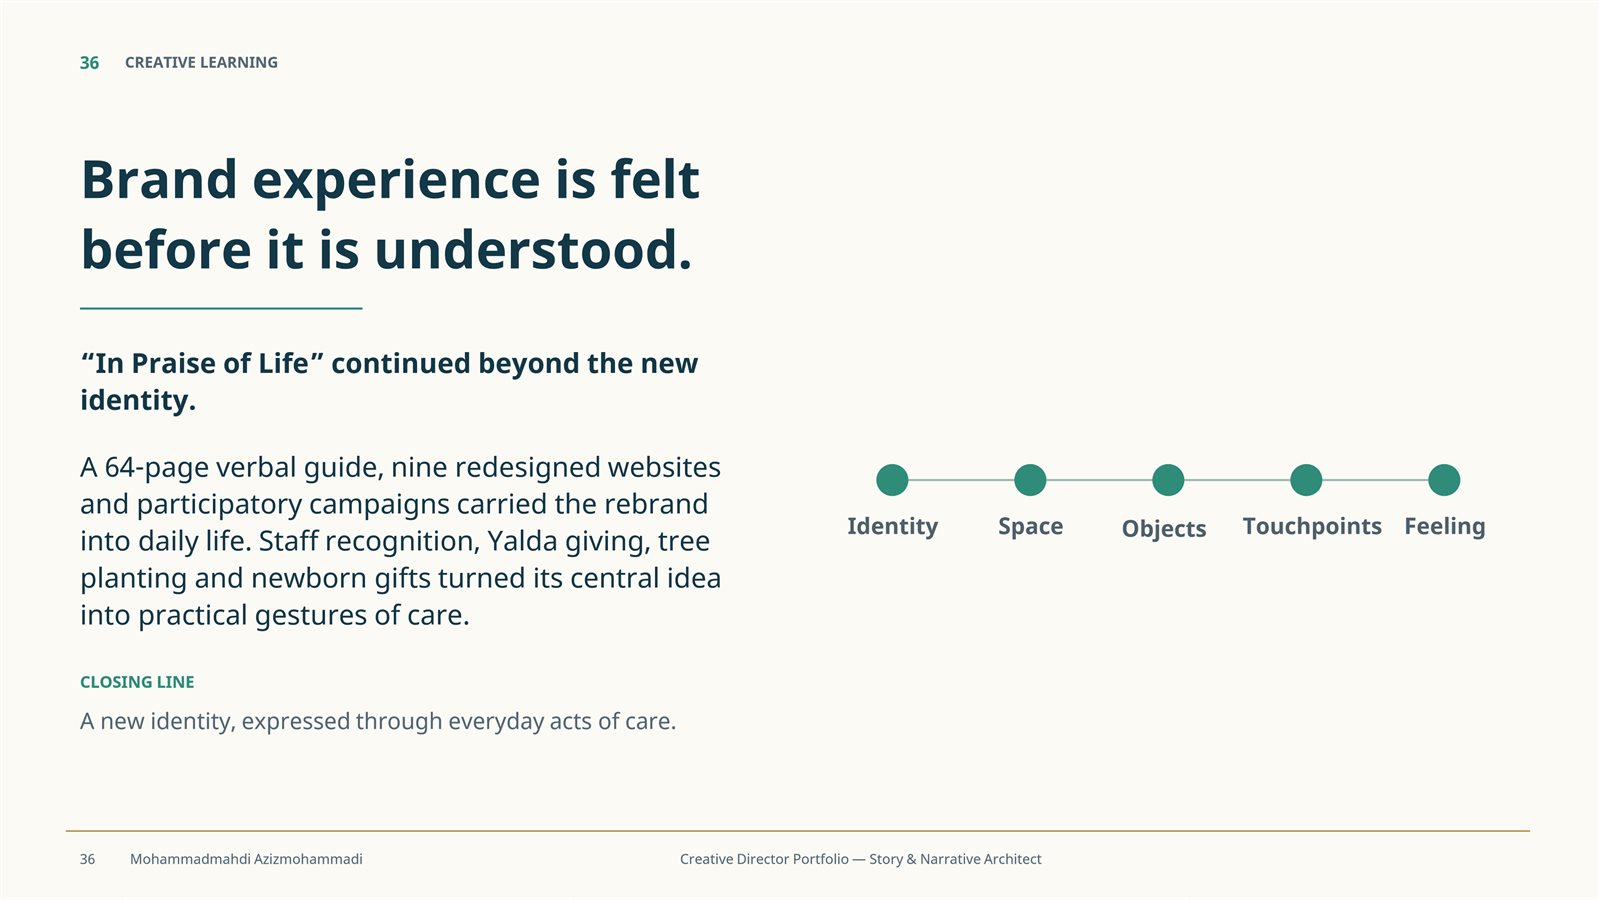 36 CREATIVE LEARNING
Brand experience is felt
before it is understood.
“In Praise of Life” continued beyond the new
identity.
A 64-page verbal guide, nine redesigned websites
and participatory campaigns carried the rebrand
into daily life. Staff recognition, Yalda giving, tree
planting and newborn gifts turned its central idea
into practical gestures of care.
CLOSING LINE
A new identity, expressed through everyday acts of care.
Identity Space Objects Touchpoints Feeling
36 Mohammadmahdi Azizmohammadi Creative Director Portfolio — Story & Narrative Architect